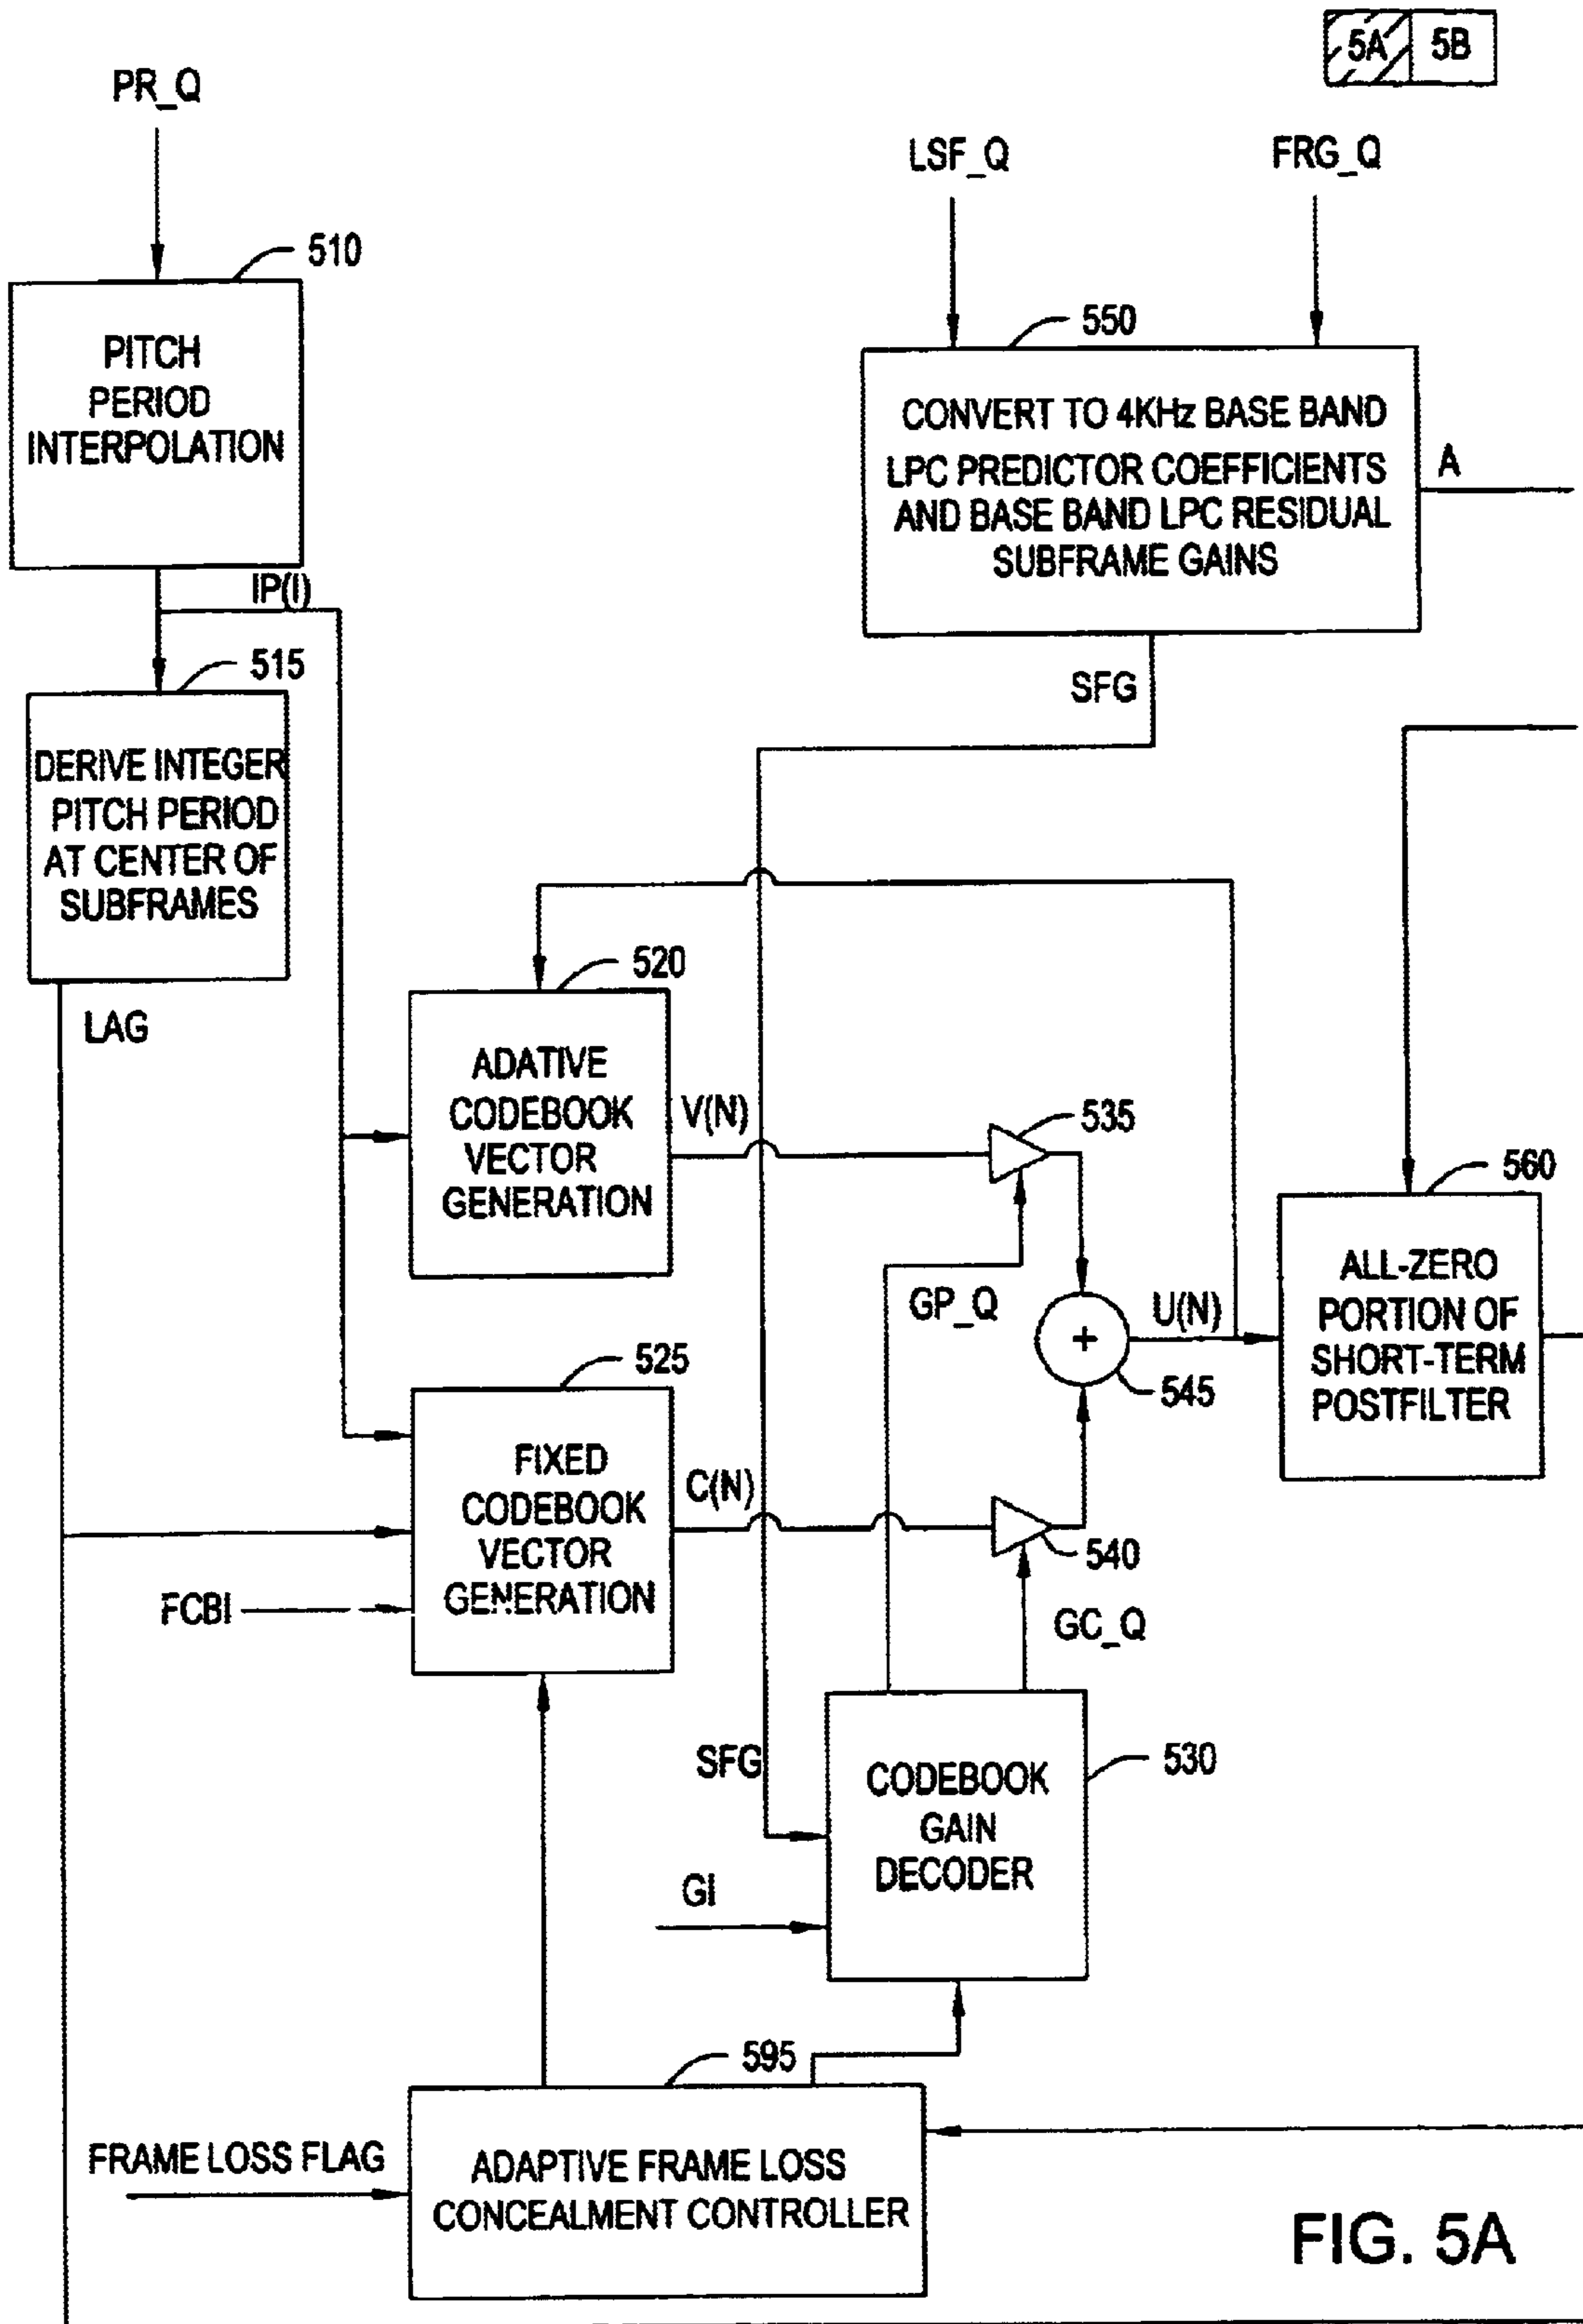 5A 5B
PR_Q
LSF_Q
FRG_Q
510
PITCH
PERIOD
INTERPOLATION
550
CONVERT TO 4KHz BASE BAND
LPC PREDICTOR COEFFICIENTS
AND BASE BAND LPC RESIDUAL
SUBFRAME GAINS
A
IP(I)
515
DERIVE INTEGER
PITCH PERIOD
AT CENTER OF
SUBFRAMES
SFG
LAG
520
ADATIVE
CODEBOOK
VECTOR
GENERATION
V(N)
535
560
ALL-ZERO
PORTION OF
SHORT-TERM
POSTFILTER
GP_Q
+
U(N)
545
525
FIXED
CODEBOOK
VECTOR
GENERATION
C(N)
540
FCBI
GC_Q
SFG
530
CODEBOOK
GAIN
DECODER
GI
595
FRAME LOSS FLAG
ADAPTIVE FRAME LOSS
CONCEALMENT CONTROLLER
FIG. 5A